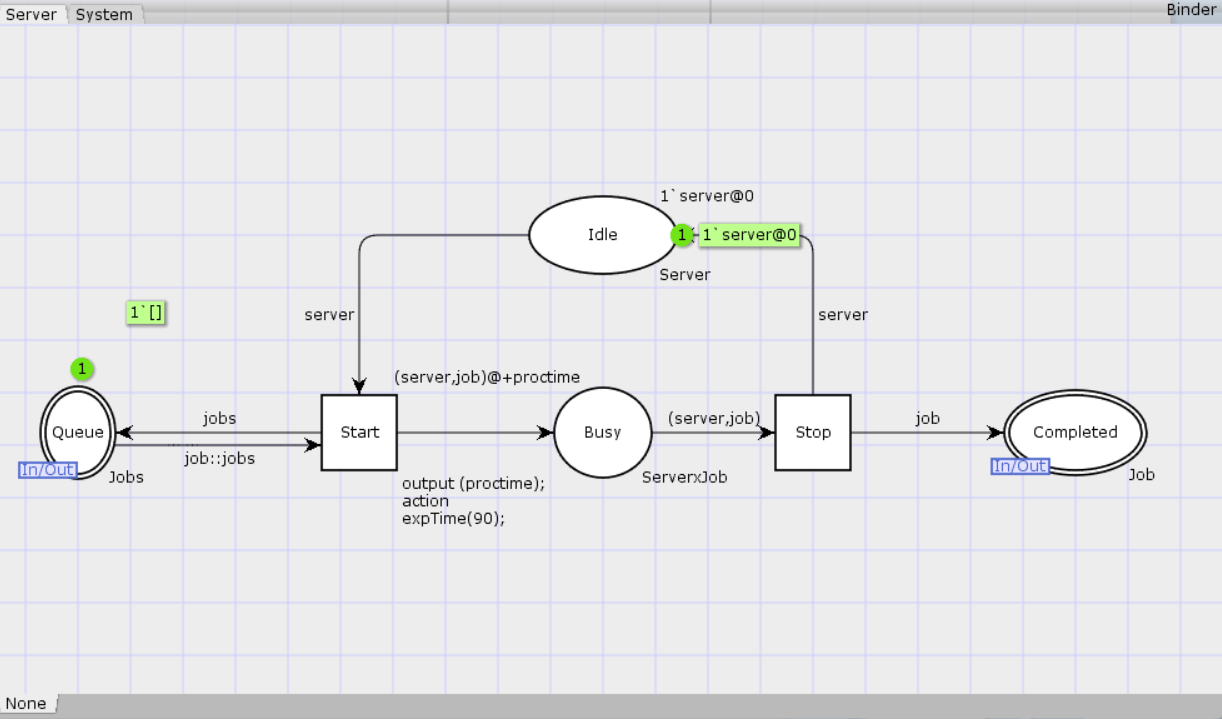 Server System Binder
1`server@0
Idle
1 1`server@0
Server
1`[]
server
server
1
(server,job)@+proctime
jobs
(server,job)
job
Queue
Start
Busy
Stop
Completed
job::jobs
In/Out
Jobs
ServerxJob
In/Out
Job
output (proctime);
action
expTime(90);
None